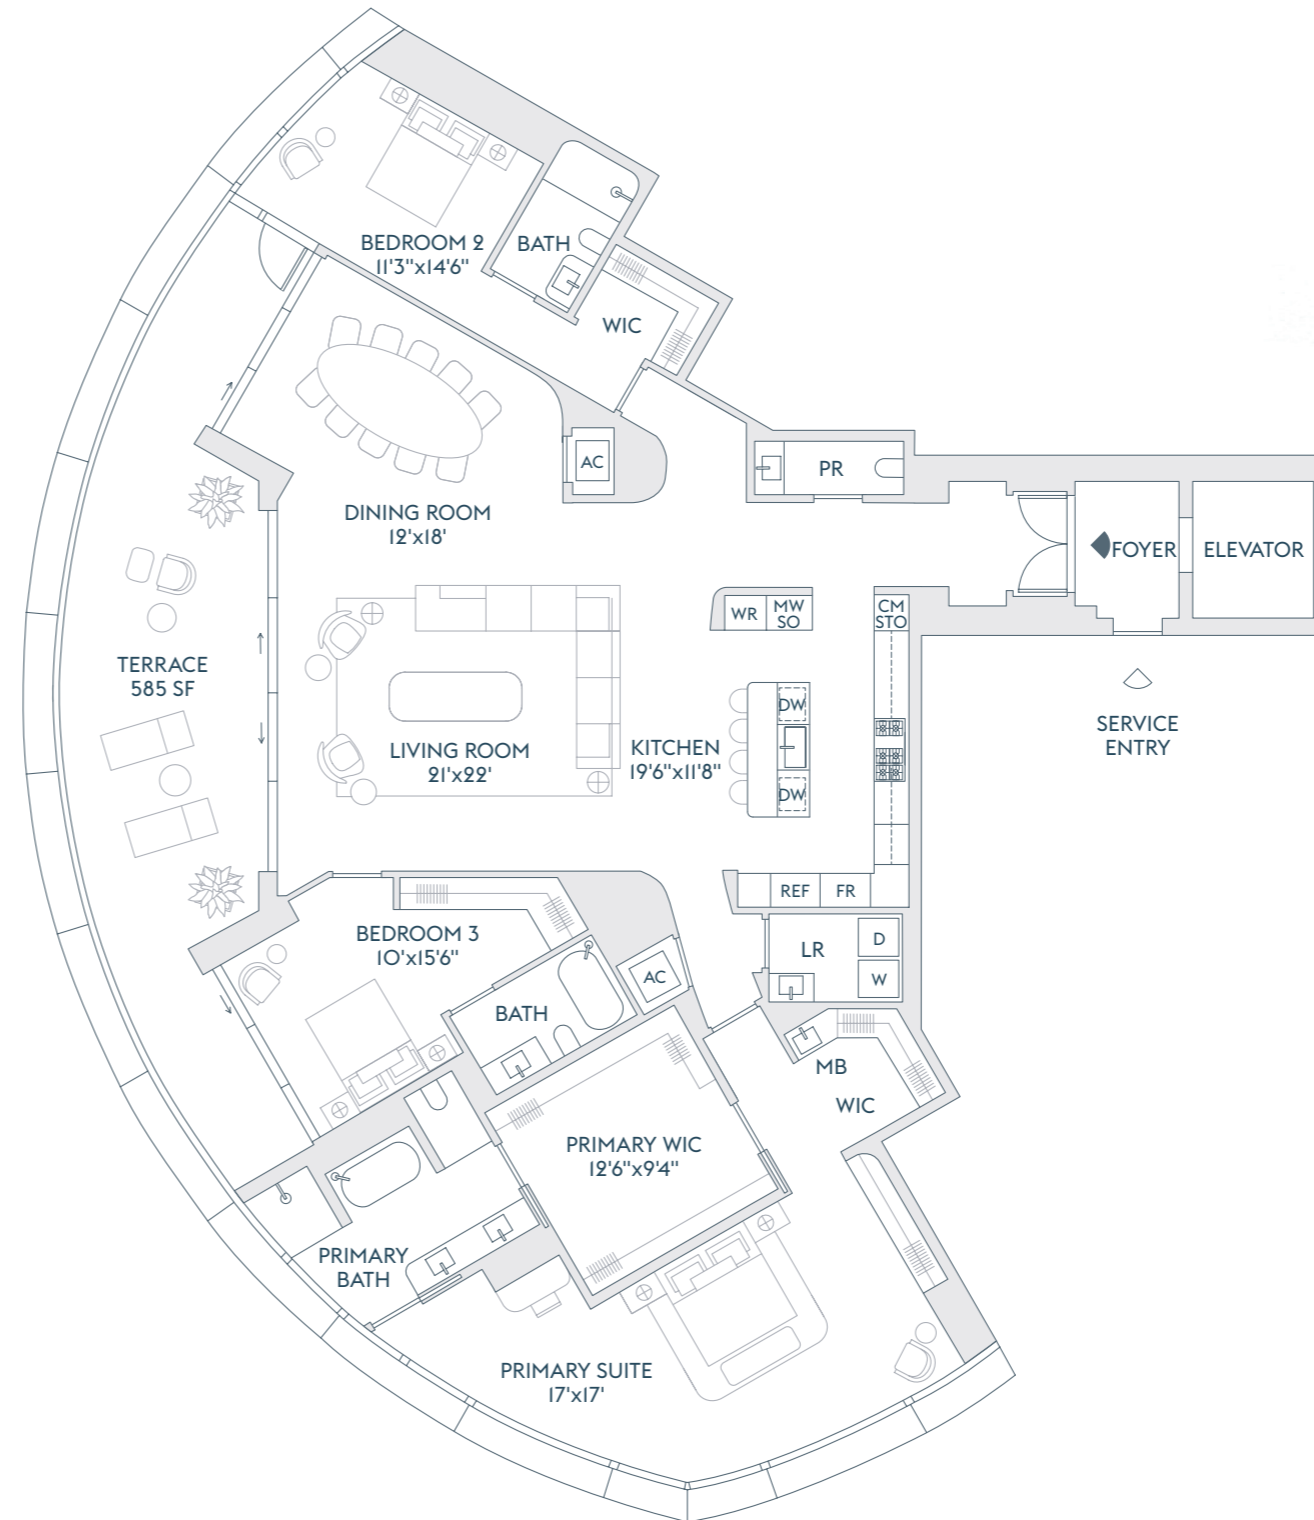 BEDROOM 2
11'3"x14'6"
BATH
WIC
AC
PR
DINING ROOM
12'x18'
FOYER
ELEVATOR
WR
MW
SO
CM
STO
TERRACE
585 SF
DW
SERVICE
ENTRY
LIVING ROOM
21'x22'
KITCHEN
19'6"x11'8"
DW
REF
FR
BEDROOM 3
10'x15'6"
LR
D
W
AC
BATH
MB
WIC
PRIMARY WIC
12'6"x9'4"
PRIMARY
BATH
PRIMARY SUITE
17'x17'